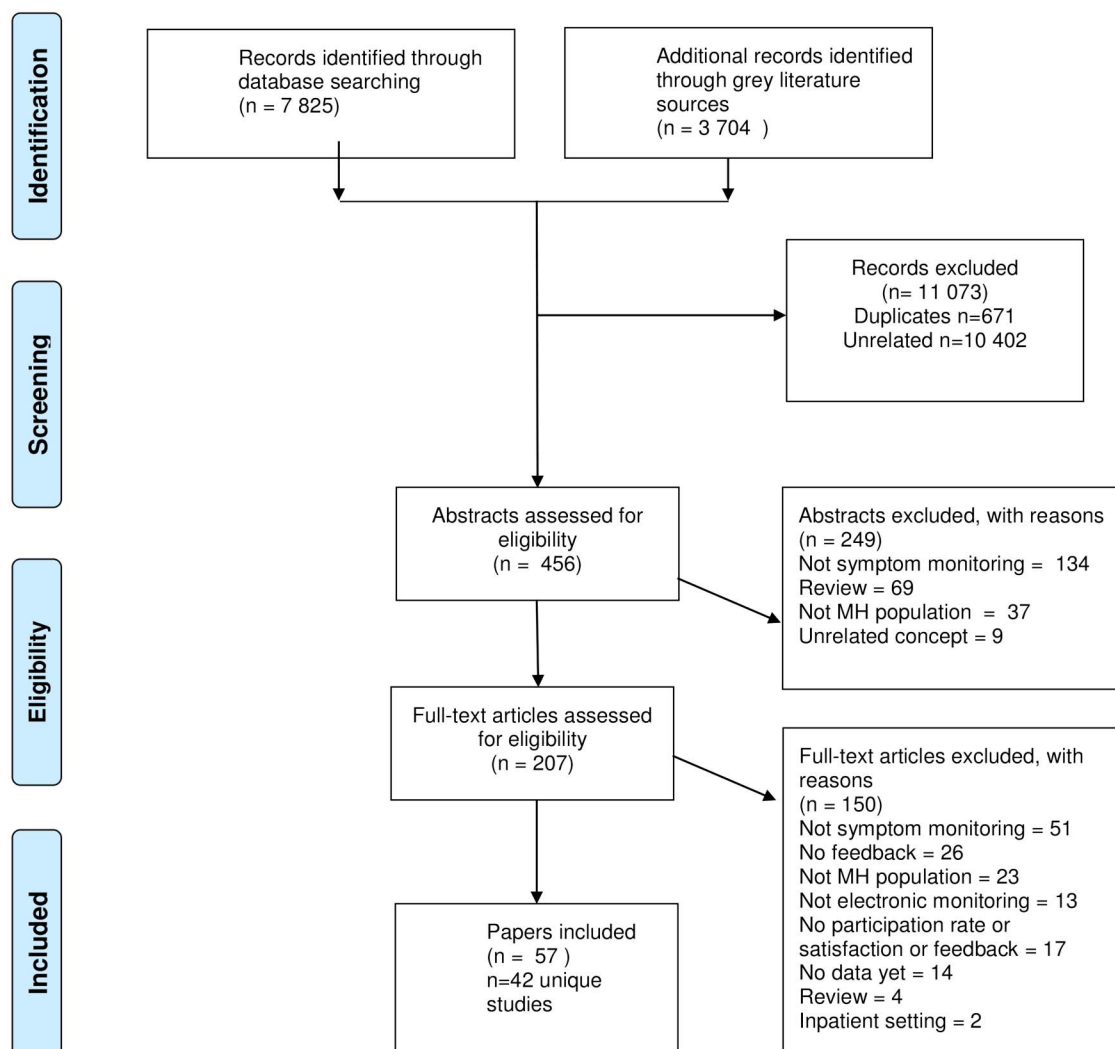 Identification
Records identified through
database searching
(n = 7 825)
Additional records identified
through grey literature
sources
(n = 3 704  )
Screening
Records excluded
(n= 11 073)
Duplicates n=671
Unrelated n=10 402
Eligibility
Abstracts assessed for
eligibility
(n =  456)
Abstracts excluded, with reasons
(n = 249)
Not symptom monitoring =  134
Review = 69
Not MH population  =  37
Unrelated concept = 9
Full-text articles assessed
for eligibility
(n = 207)
Full-text articles excluded, with
reasons
(n = 150)
Not symptom monitoring = 51
No feedback = 26
Not MH population = 23
Not electronic monitoring = 13
No participation rate or
satisfaction or feedback = 17
No data yet = 14
Review = 4
Inpatient setting = 2
Included
Papers included
(n =  57 )
n=42 unique
studies